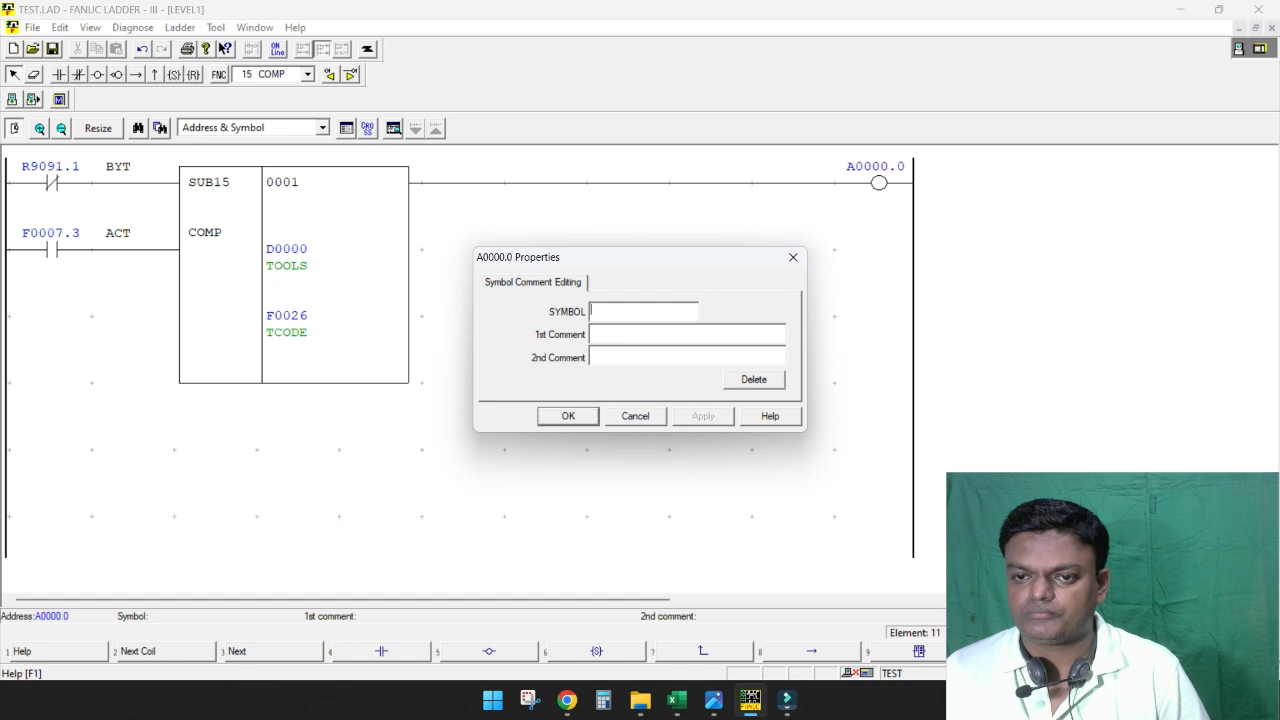 TEST.LAD - FANUC LADDER - III - [LEVEL1]
File Edit View Diagnose Ladder Tool Window Help
ON Line
(S) (R) FNC 15 COMP
Resize Address & Symbol CROSS
R9091.1 BYT A0000.0
SUB15 0001
F0007.3 ACT COMP
D0000
TOOLS
F0026
TCODE
A0000.0 Properties
Symbol Comment Editing
SYMBOL
1st Comment
2nd Comment
Delete
OK Cancel Apply Help
Address:A0000.0 Symbol: 1st comment: 2nd comment:
Element: 11
1 Help 2 Next Coil 3 Next 4 5 6 (S) 7 8 9
Help [F1] TEST
FANUC